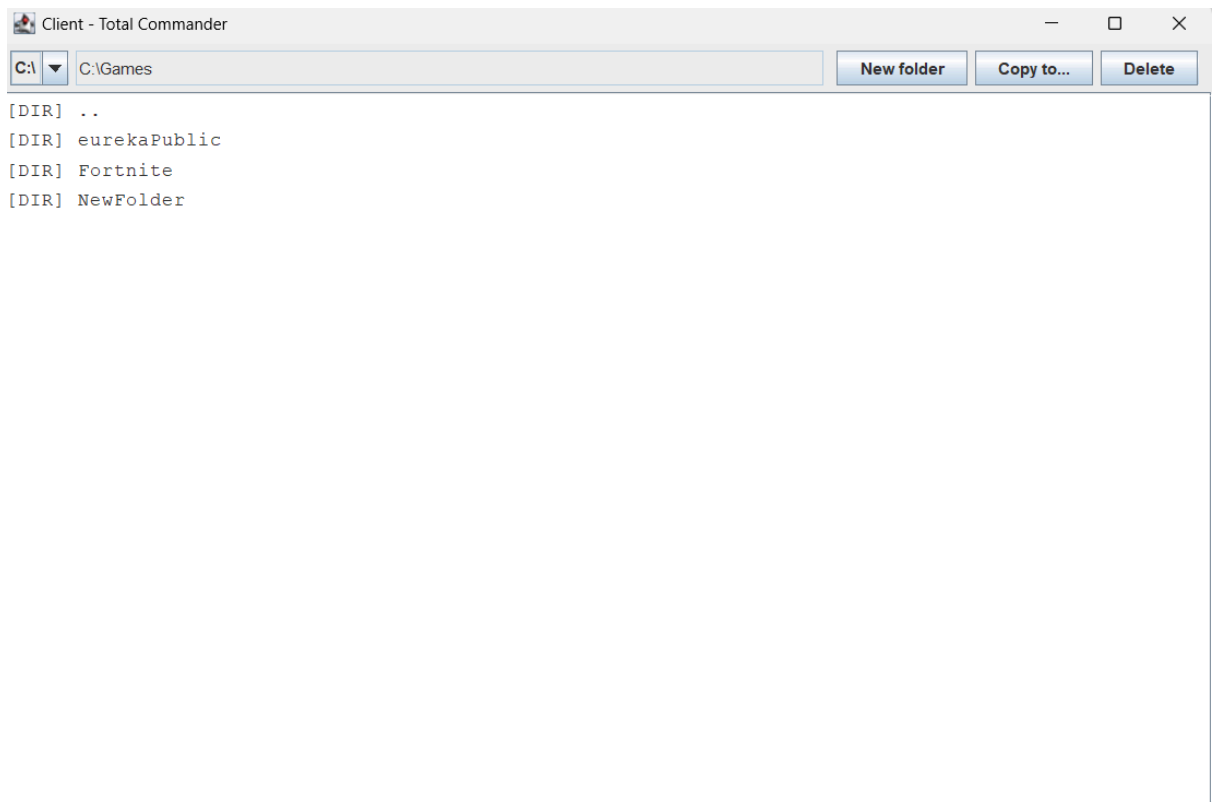 Client - Total Commander
C:\ C:\Games New folder Copy to... Delete
[DIR] ..
[DIR] eurekaPublic
[DIR] Fortnite
[DIR] NewFolder